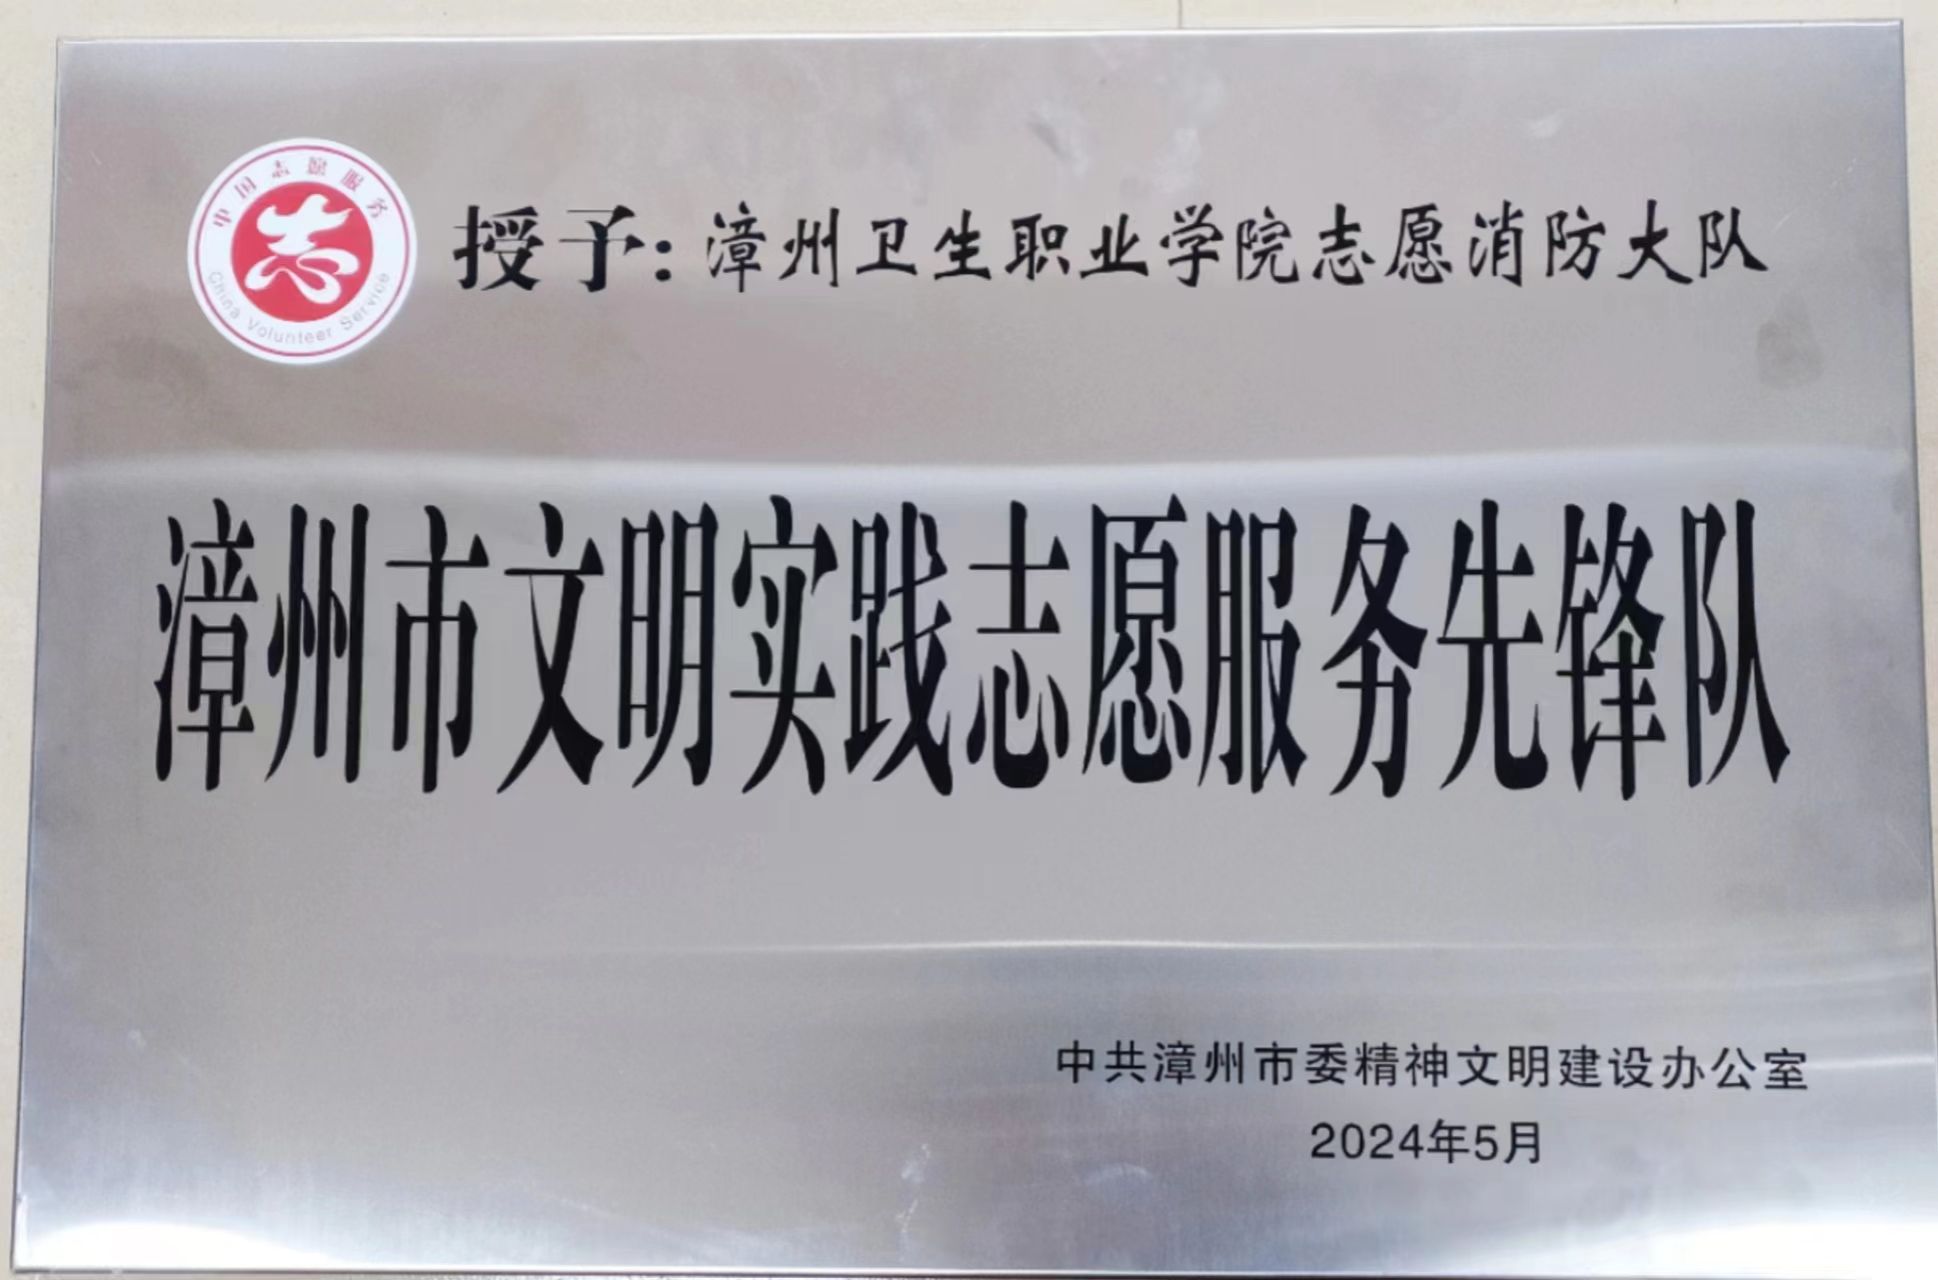 中国志愿服务
志
China Volunteer Service
授予：漳州卫生职业学院志愿消防大队
漳州市文明实践志愿服务先锋队
中共漳州市委精神文明建设办公室
2024年5月